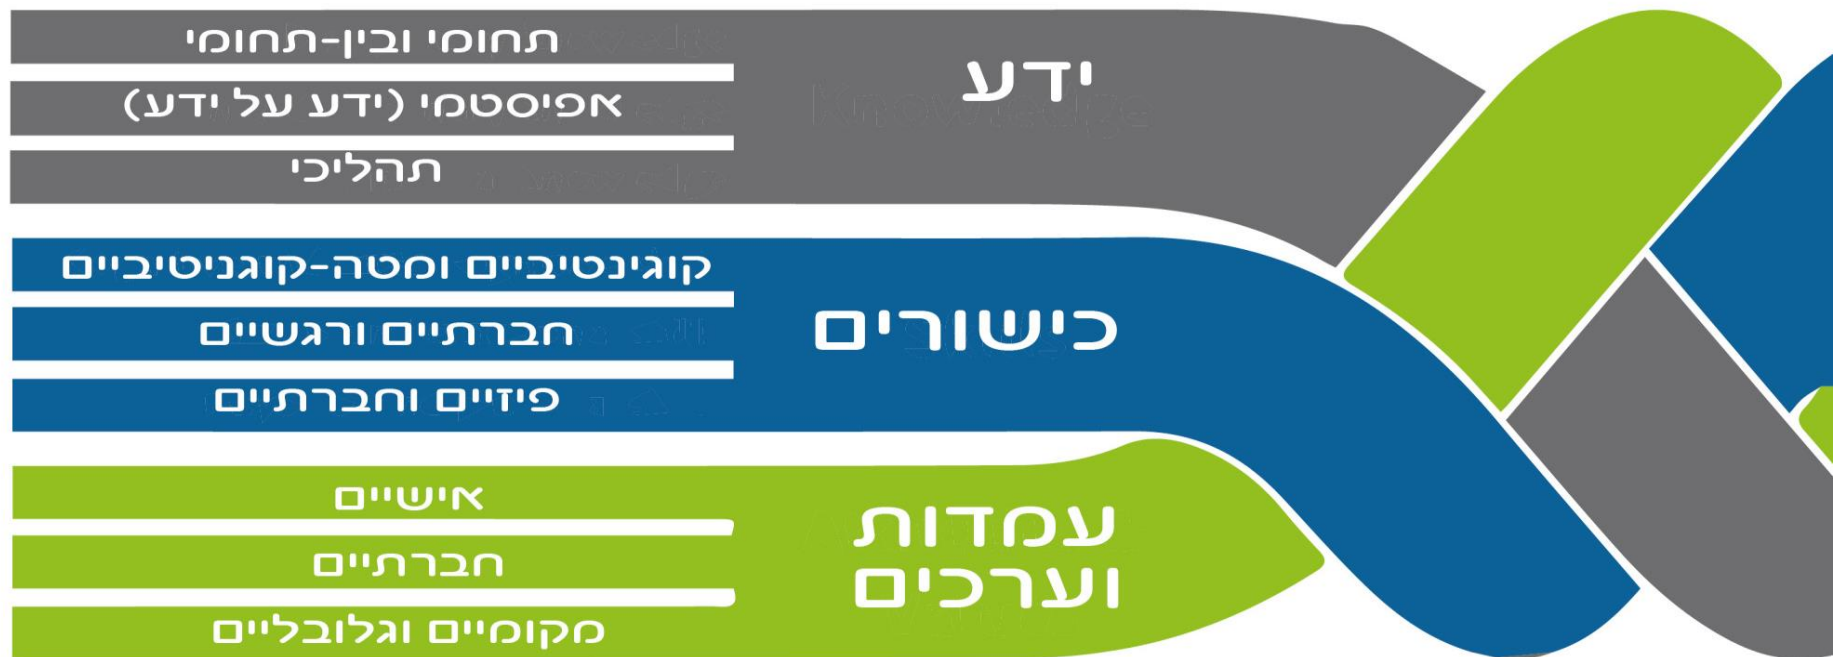 ידע
תחומי ובין-תחומי
אפיסטמי (ידע על ידע)
תהליכי
כישורים
קוגינטיביים ומטה-קוגניטיביים
חברתיים ורגשיים
פיזיים וחברתיים
עמדות
וערכים
אישיים
חברתיים
מקומיים וגלובליים